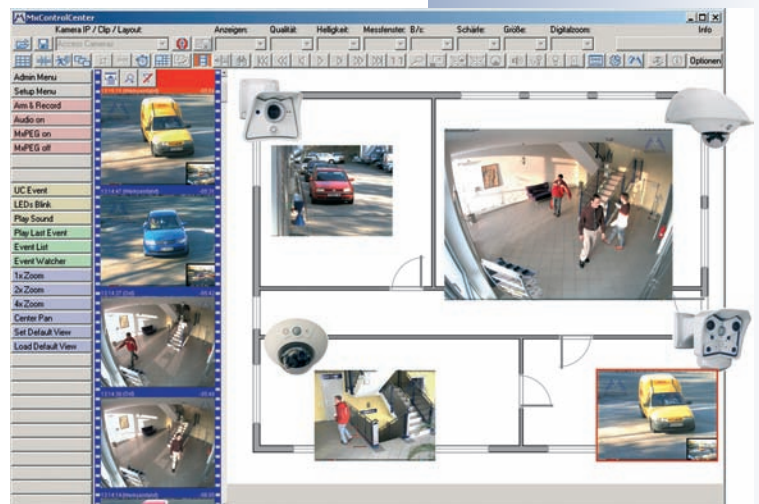 MxControlCenter
Kamera IP / Clip / Layout: Anzeigen: Qualität: Helligkeit: Messfenster: B/s: Schärfe: Größe: Digitalzoom: Info
Access Cameras
Optionen
Admin Menu
Setup Menu
Arm & Record
Audio on
MxPEG on
MxPEG off
UC Event
LEDs Blink
Play Sound
Play Last Event
Event List
Event Watcher
1x Zoom
2x Zoom
4x Zoom
Center Pan
Set Default View
Load Default View